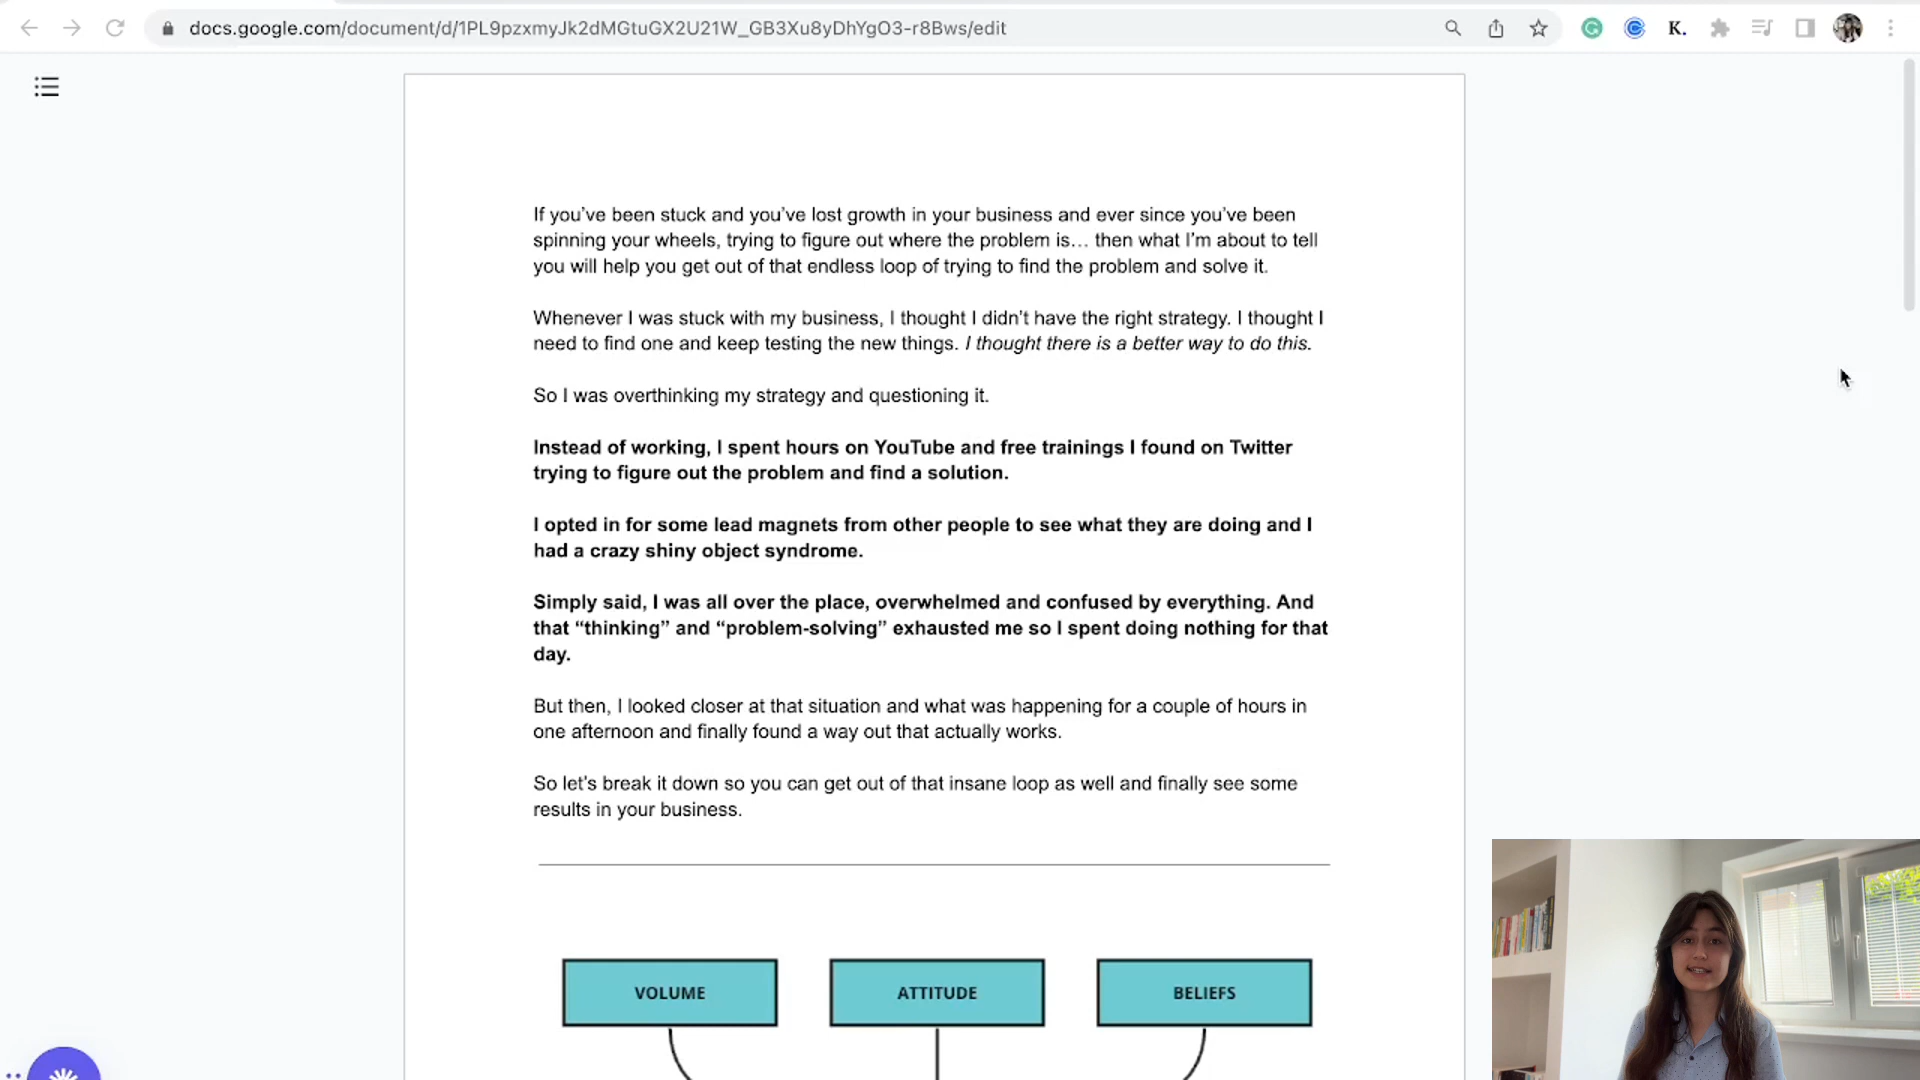 docs.google.com/document/d/1PL9pzxmyJk2dMGtuGX2U21W_GB3Xu8yDhYgO3-r8Bws/edit
K.
If you’ve been stuck and you’ve lost growth in your business and ever since you’ve been
spinning your wheels, trying to figure out where the problem is… then what I’m about to tell
you will help you get out of that endless loop of trying to find the problem and solve it.
Whenever I was stuck with my business, I thought I didn’t have the right strategy. I thought I
need to find one and keep testing the new things. I thought there is a better way to do this.
So I was overthinking my strategy and questioning it.
Instead of working, I spent hours on YouTube and free trainings I found on Twitter
trying to figure out the problem and find a solution.
I opted in for some lead magnets from other people to see what they are doing and I
had a crazy shiny object syndrome.
Simply said, I was all over the place, overwhelmed and confused by everything. And
that “thinking” and “problem-solving” exhausted me so I spent doing nothing for that
day.
But then, I looked closer at that situation and what was happening for a couple of hours in
one afternoon and finally found a way out that actually works.
So let’s break it down so you can get out of that insane loop as well and finally see some
results in your business.
VOLUME
ATTITUDE
BELIEFS